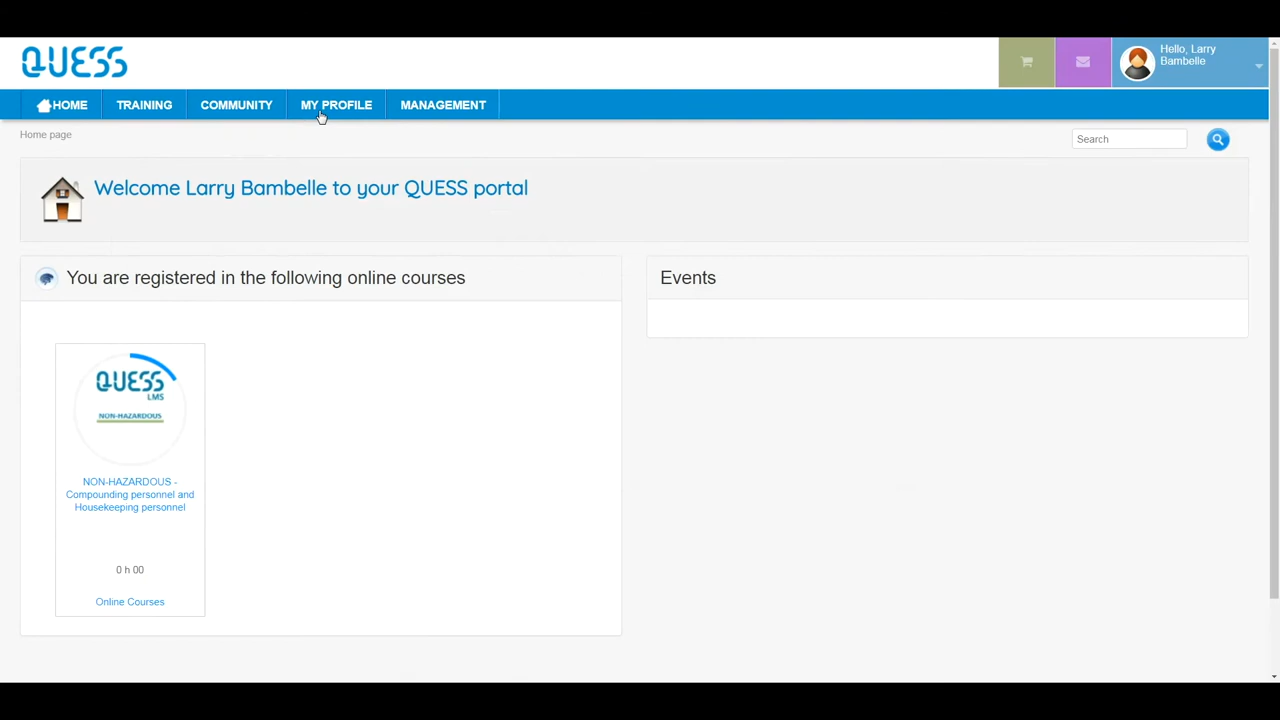 QUESS
Hello, Larry
Bambelle
HOME
TRAINING
COMMUNITY
MY PROFILE
MANAGEMENT
Home page
Search
Welcome Larry Bambelle to your QUESS portal
You are registered in the following online courses
Events
QUESS
LMS
NON-HAZARDOUS
NON-HAZARDOUS -
Compounding personnel and
Housekeeping personnel
0 h 00
Online Courses